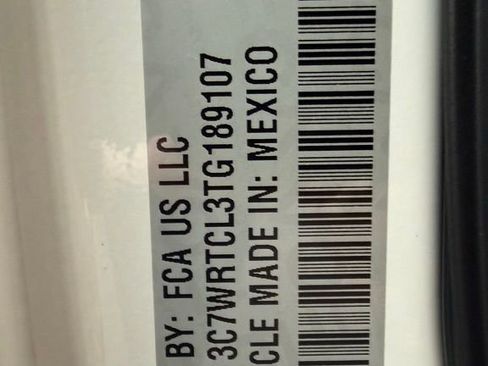 BY: FCA US LLC
3C7WRTCL3TG189107
CLE MADE IN: MEXICO